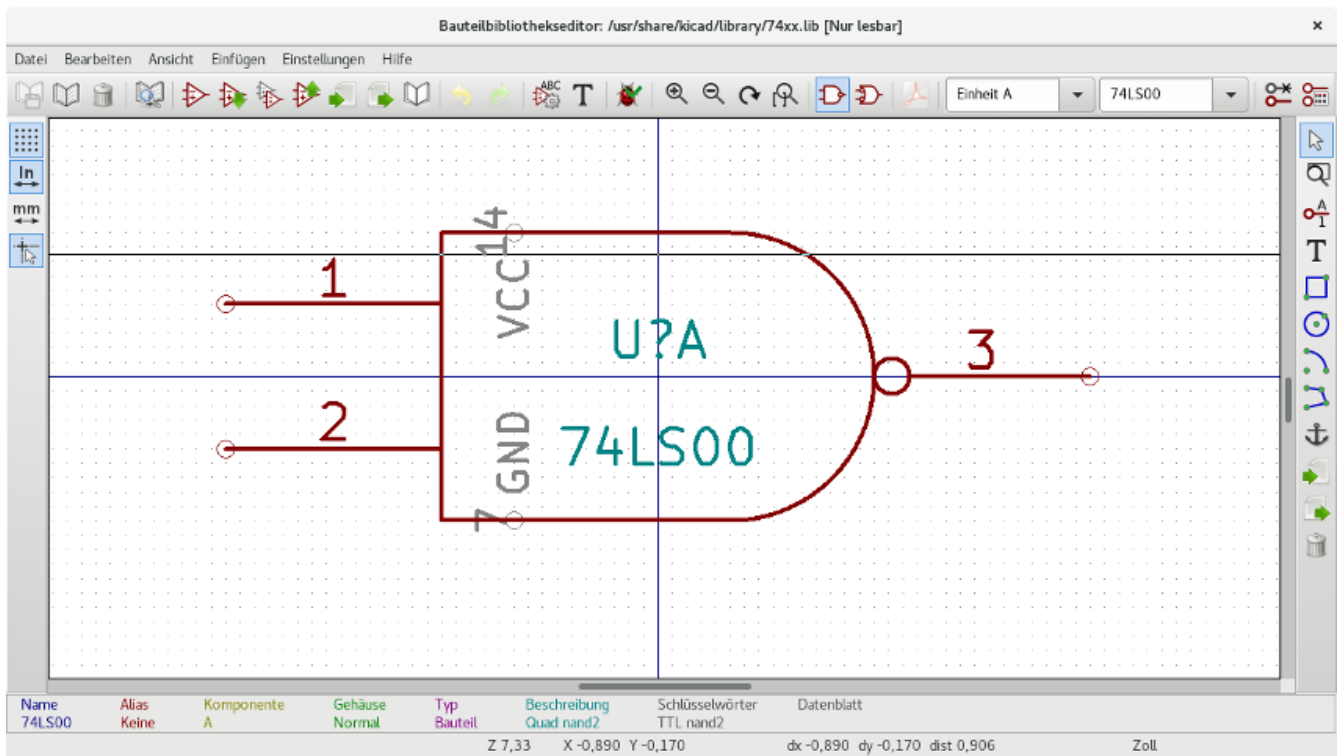 Bauteilbibliothekseditor: /usr/share/kicad/library/74xx.lib [Nur lesbar]
Datei Bearbeiten Ansicht Einfügen Einstellungen Hilfe
ABC T Einheit A 74LS00
In
mm
A
1
T
14
VCC
1
U?A
3
2
GND
74LS00
7
Name Alias Komponente Gehäuse Typ Beschreibung Schlüsselwörter Datenblatt
74LS00 Keine A Normal Bauteil Quad nand2 TTL nand2
Z 7,33 X -0,890 Y -0,170 dx -0,890 dy -0,170 dist 0,906 Zoll